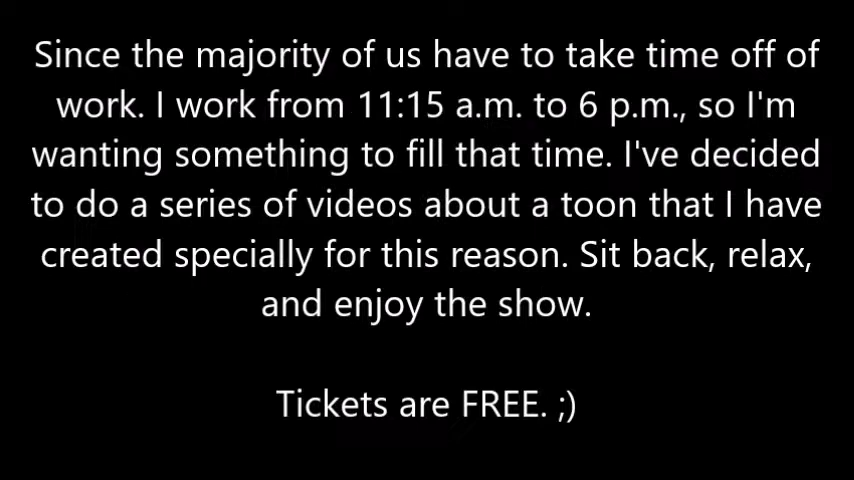 Since the majority of us have to take time off of
work. I work from 11:15 a.m. to 6 p.m., so I'm
wanting something to fill that time. I've decided
to do a series of videos about a toon that I have
created specially for this reason. Sit back, relax,
and enjoy the show.
Tickets are FREE. ;)